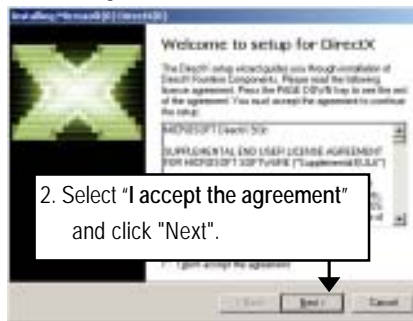 Installing Microsoft(R) DirectX(R)
Welcome to setup for DirectX
The DirectX setup wizard guides you through installation of
DirectX Runtime Components. Please read the following
license agreement. Press the PAGE DOWN key to see the rest
of the agreement. You must accept the agreement to continue
the setup.
MICROSOFT DirectX
SUPPLEMENTAL END USER LICENSE AGREEMENT
FOR MICROSOFT SOFTWARE ("Supplemental EULA")
2. Select "I accept the agreement"
and click "Next".
accept the agreement
< Back
Next >
Cancel